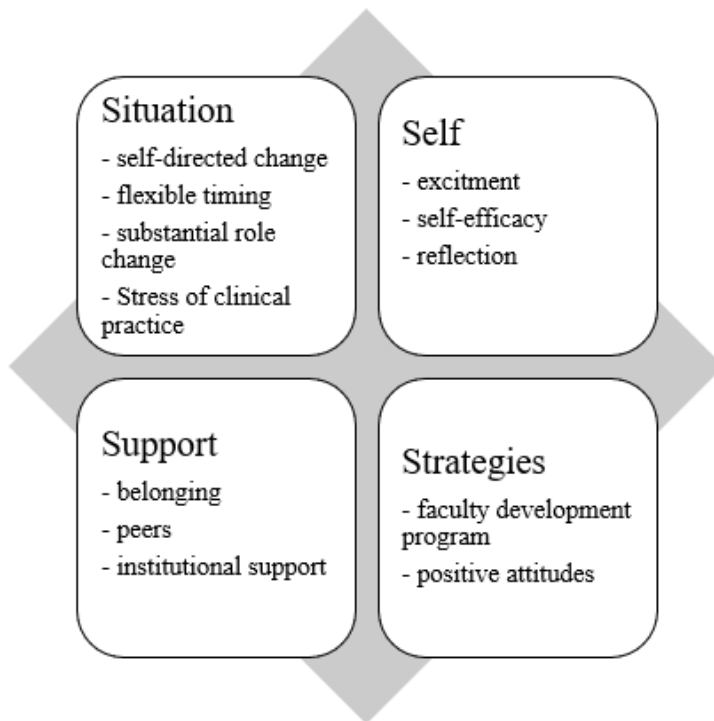 Situation
- self-directed change
- flexible timing
- substantial role
change
- Stress of clinical
practice
Self
- excitment
- self-efficacy
- reflection
Support
- belonging
- peers
- institutional support
Strategies
- faculty development
program
- positive attitudes